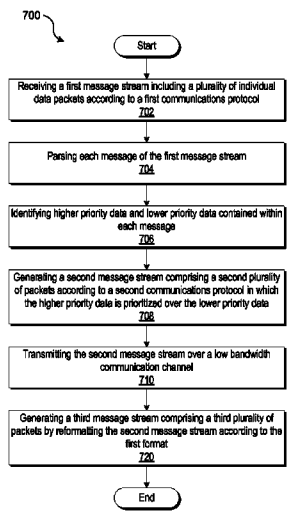 700
Start
Receiving a first message stream including a plurality of individual
data packets according to a first communications protocol
702
Parsing each message of the first message stream
704
Identifying higher priority data and lower priority data contained within
each message
706
Generating a second message stream comprising a second plurality
of packets according to a second communications protocol in which
the higher priority data is prioritized over the lower priority data
708
Transmitting the second message stream over a low bandwidth
communication channel
710
Generating a third message stream comprising a third plurality of
packets by reformatting the second message stream according to the
first format
720
End